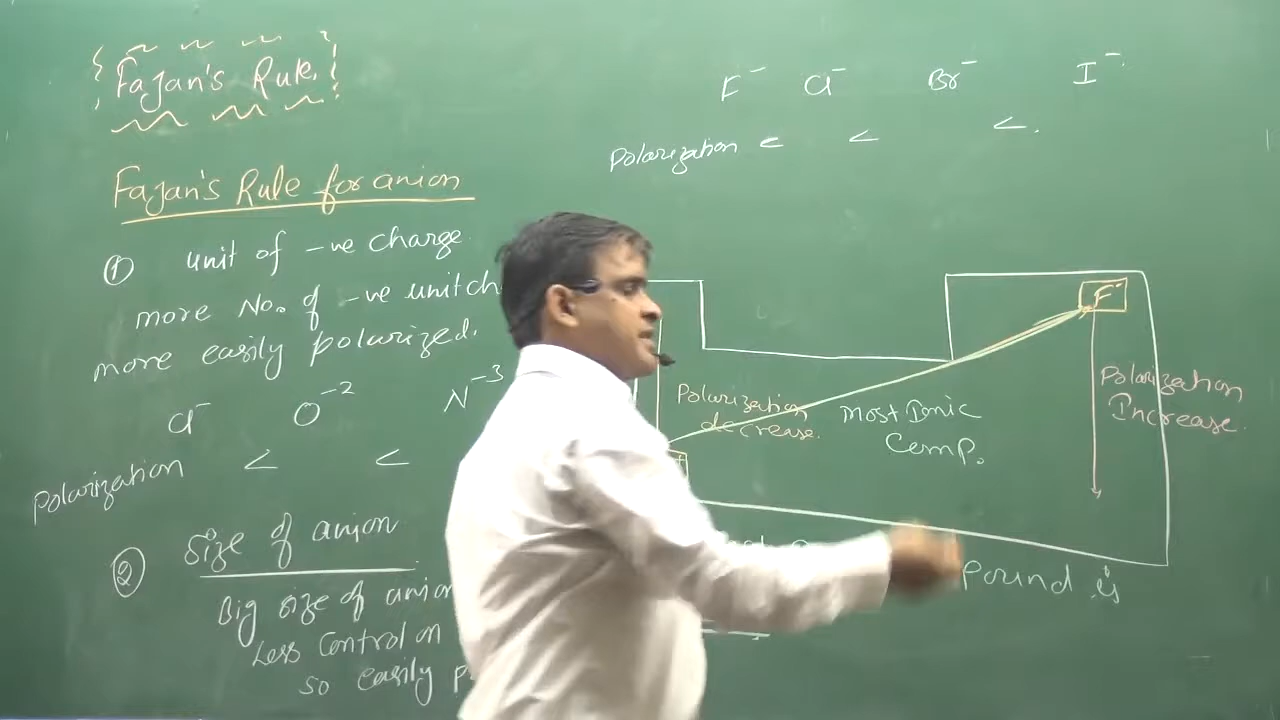 Fajan's Rule
Fajan's Rule for anion
① unit of -ve charge
more No. of -ve unit ch
more easily polarized.
Cl⁻ O⁻² N⁻³
Polarization < <
② Size of anion
Big size of anion
Less control on
so easily p
F⁻ Cl⁻ Br⁻ I⁻
Polarization < < <
F⁻
Polarization
decrease.
Most Ionic
Comp.
Polarization
Increase.
pound is